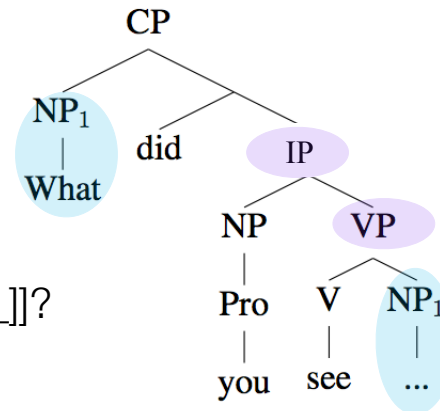 CP
NP₁
did
IP
What
NP
VP
_]]?
Pro
V
NP₁
you
see
...